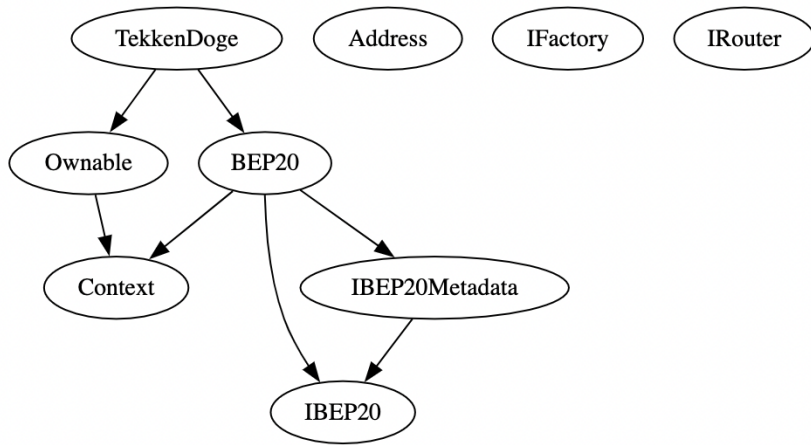 TekkenDoge
Address
IFactory
IRouter
Ownable
BEP20
Context
IBEP20Metadata
IBEP20